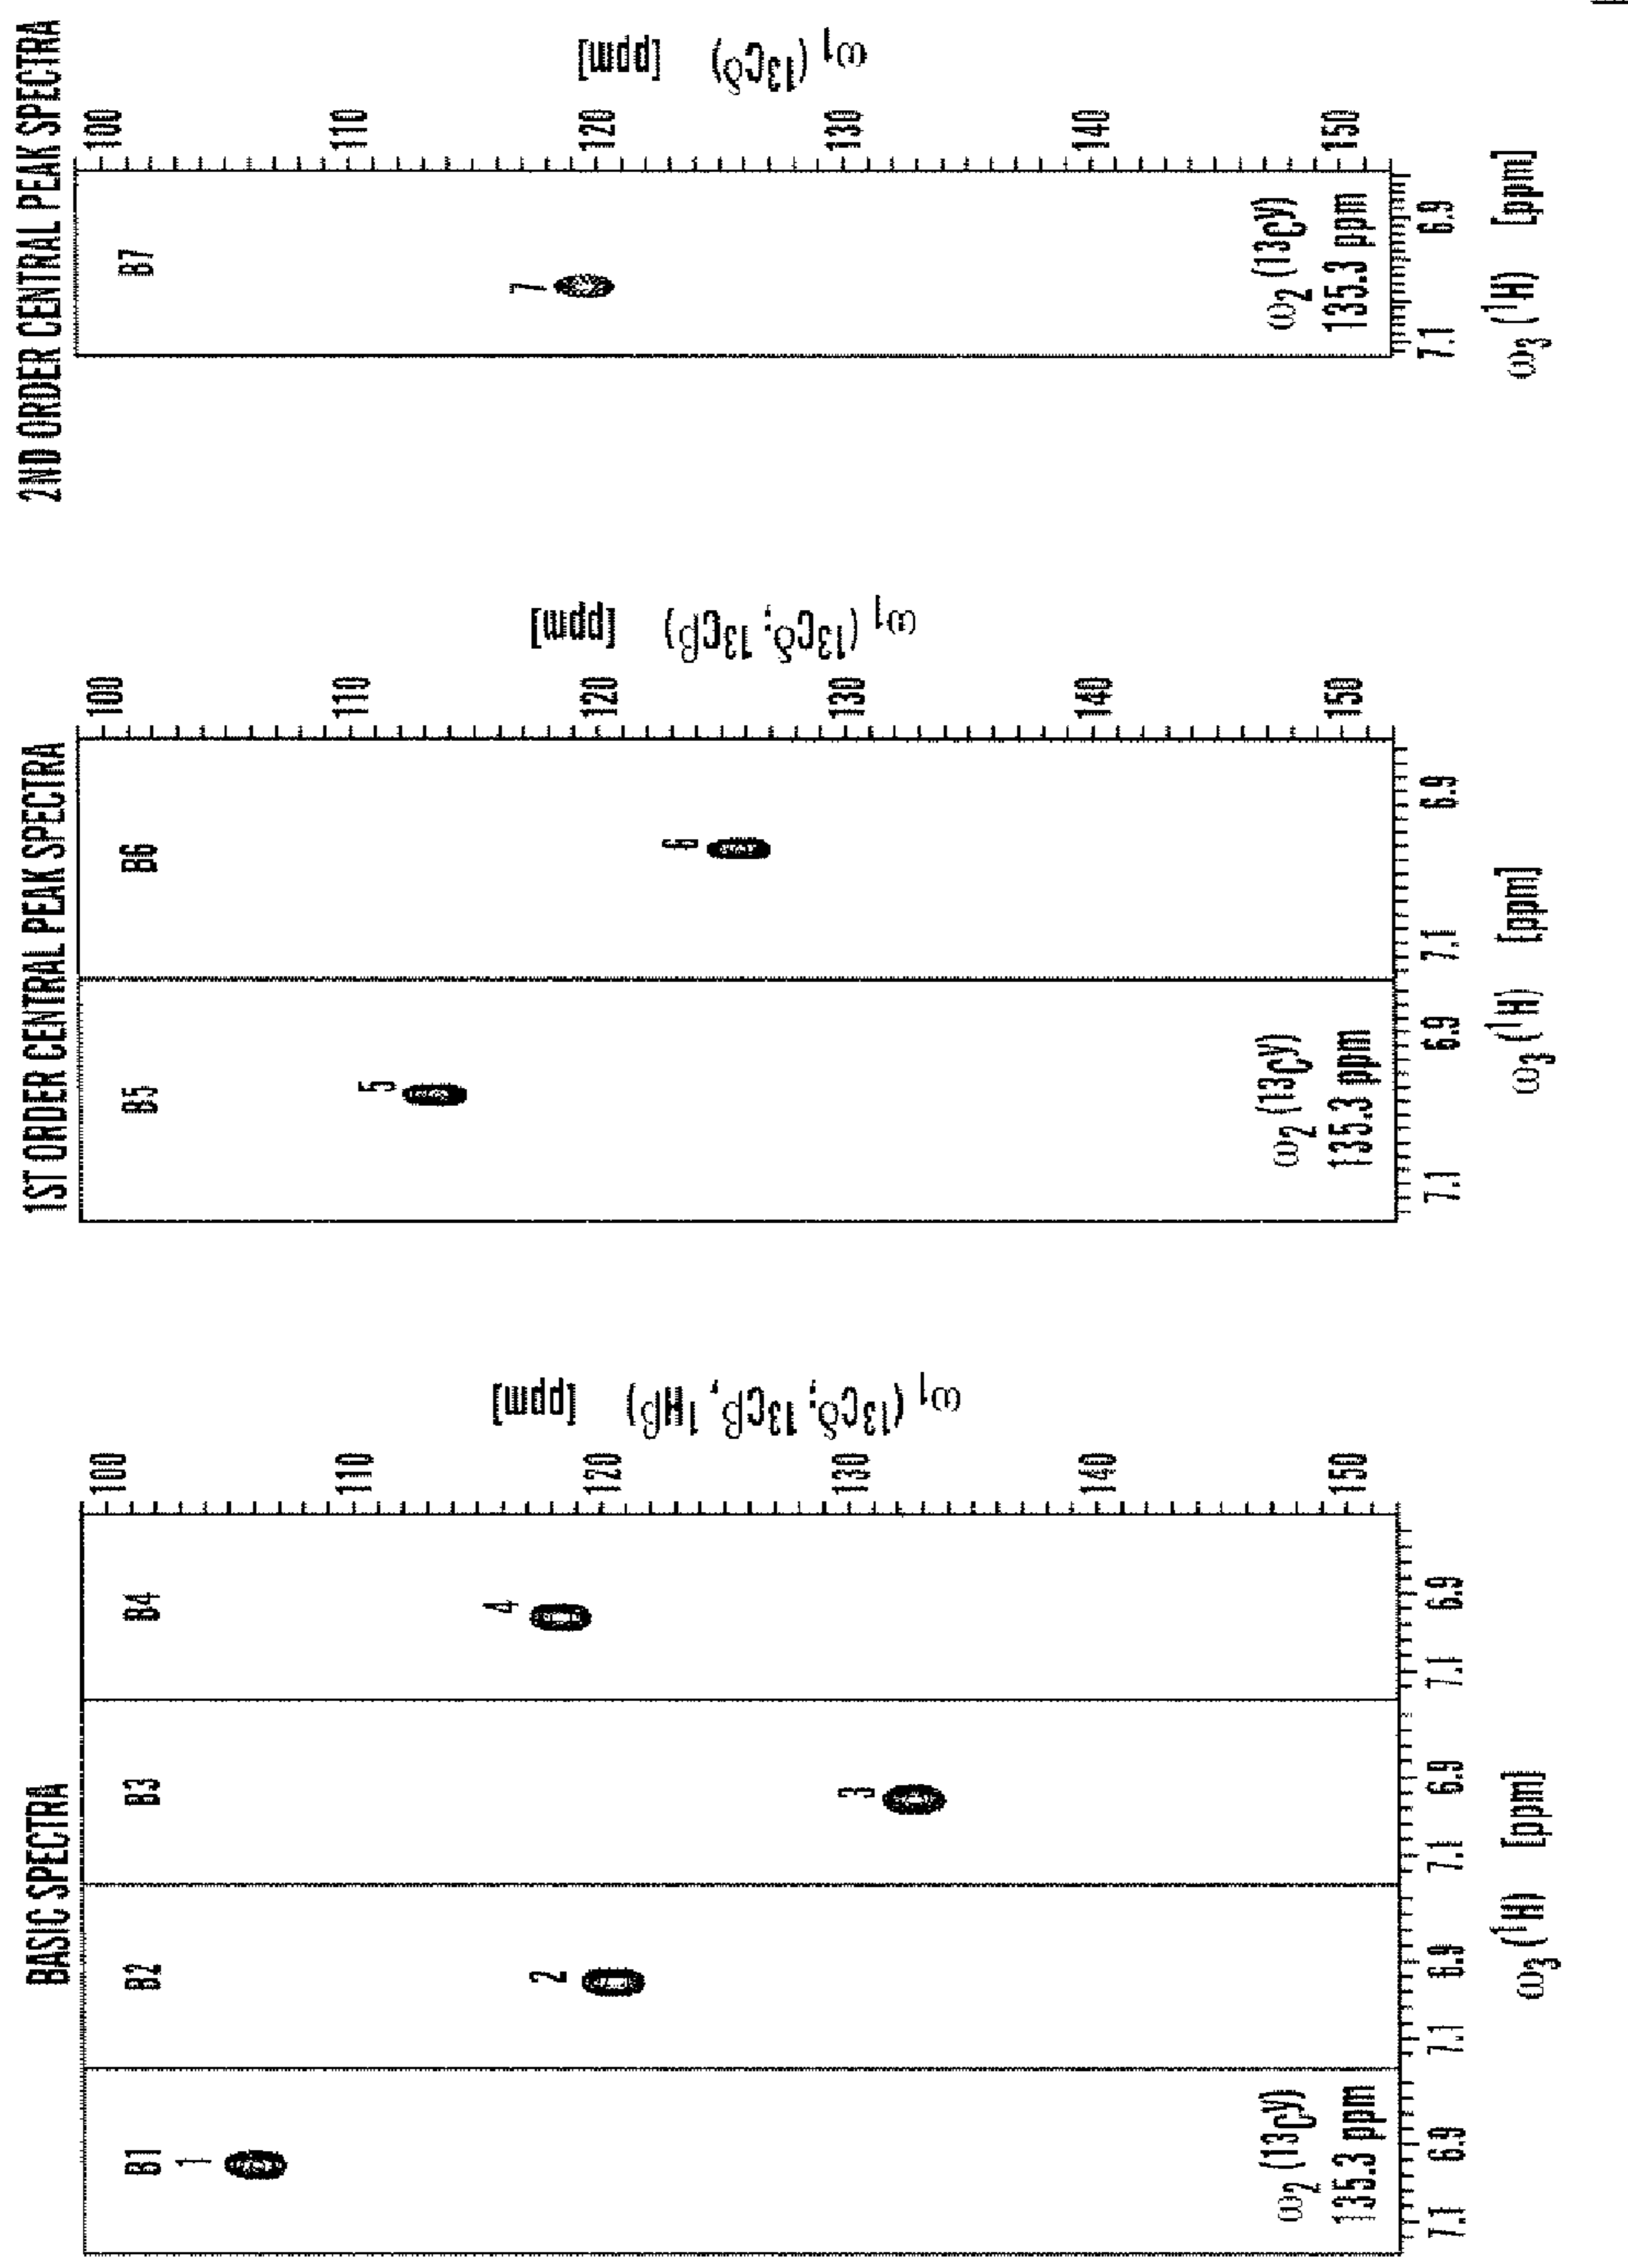 BASIC SPECTRA
B1
B2
B3
B4
1
2
3
4
ω2 (13Cγ)
135.3 ppm
100
110
120
130
140
150
ω1 (13Cδ; 13Cβ, 1Hβ) [ppm]
7.1 6.9 7.1 6.9 7.1 6.9 7.1 6.9
ω3 (1H) [ppm]
1ST ORDER CENTRAL PEAK SPECTRA
B5
B6
5
6
ω2 (13Cγ)
135.3 ppm
100
110
120
130
140
150
ω1 (13Cδ; 13Cβ) [ppm]
7.1 6.9 7.1 6.9
ω3 (1H) [ppm]
2ND ORDER CENTRAL PEAK SPECTRA
B7
7
ω2 (13Cγ)
135.3 ppm
100
110
120
130
140
150
ω1 (13Cδ) [ppm]
7.1 6.9
ω3 (1H) [ppm]